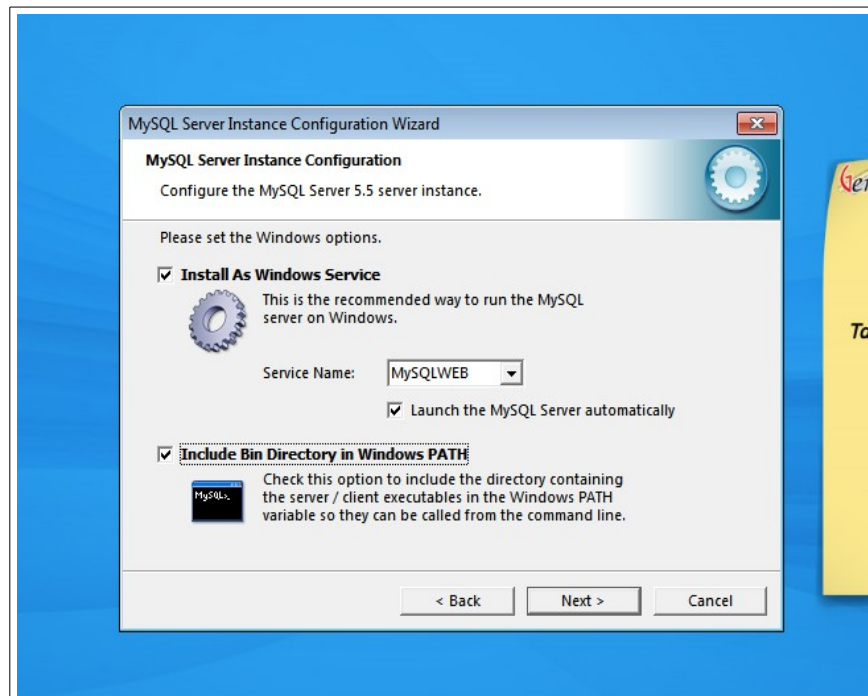 MySQL Server Instance Configuration Wizard
MySQL Server Instance Configuration
Configure the MySQL Server 5.5 server instance.
Please set the Windows options.
Install As Windows Service
This is the recommended way to run the MySQL
server on Windows.
Service Name: MySQLWEB
Launch the MySQL Server automatically
Include Bin Directory in Windows PATH
Check this option to include the directory containing
the server / client executables in the Windows PATH
variable so they can be called from the command line.
MySQL>_
< Back Next > Cancel